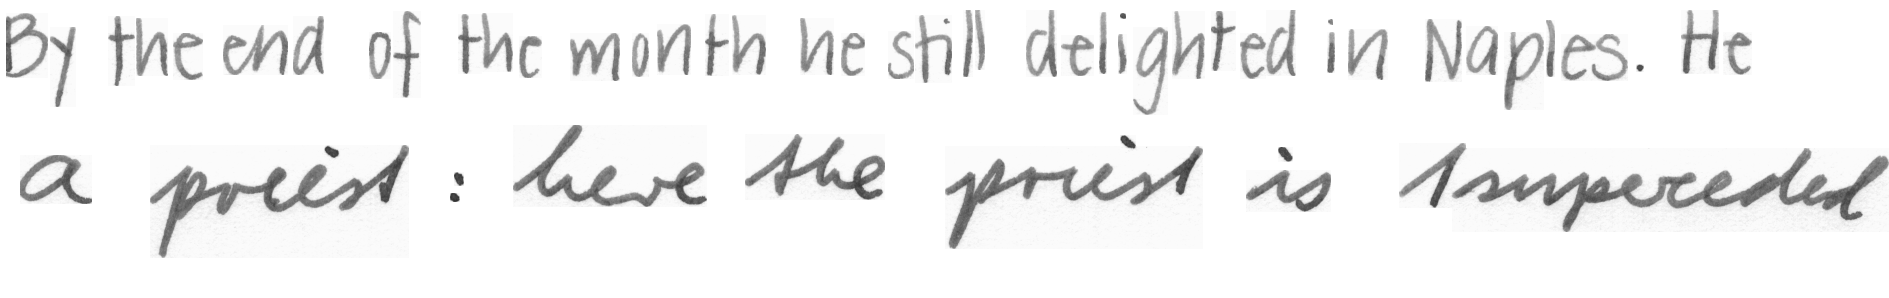 By the end of the month he still delighted in Naples. He
a priest : here the priest is superceded